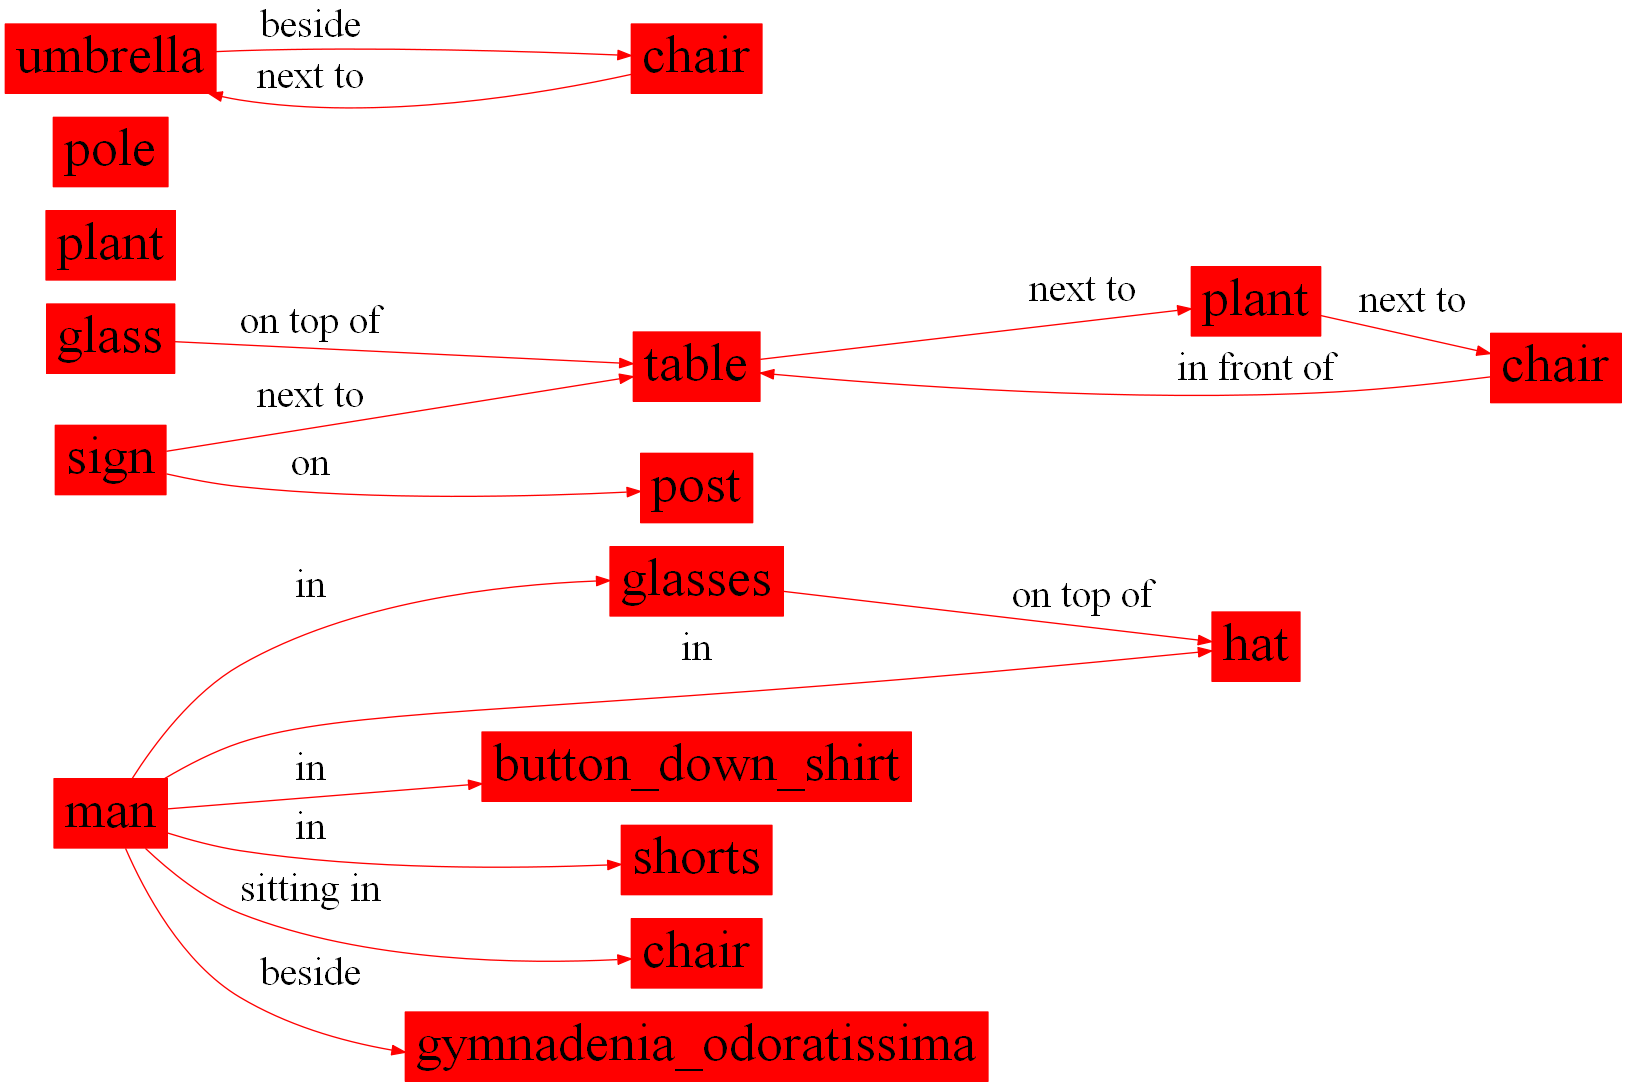 beside
umbrella
chair
next to
pole
plant
next to
plant
next to
glass
on top of
table
in front of
chair
next to
sign
on
post
in
glasses
on top of
in
hat
in
button_down_shirt
man
in
shorts
sitting in
chair
beside
gymnadenia_odoratissima